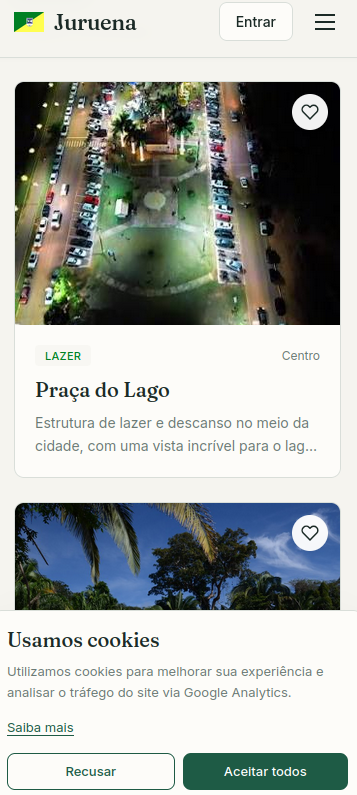 Juruena
Entrar
LAZER
Centro
Praça do Lago
Estrutura de lazer e descanso no meio da
cidade, com uma vista incrível para o lag...
Usamos cookies
Utilizamos cookies para melhorar sua experiência e
analisar o tráfego do site via Google Analytics.
Saiba mais
Recusar
Aceitar todos